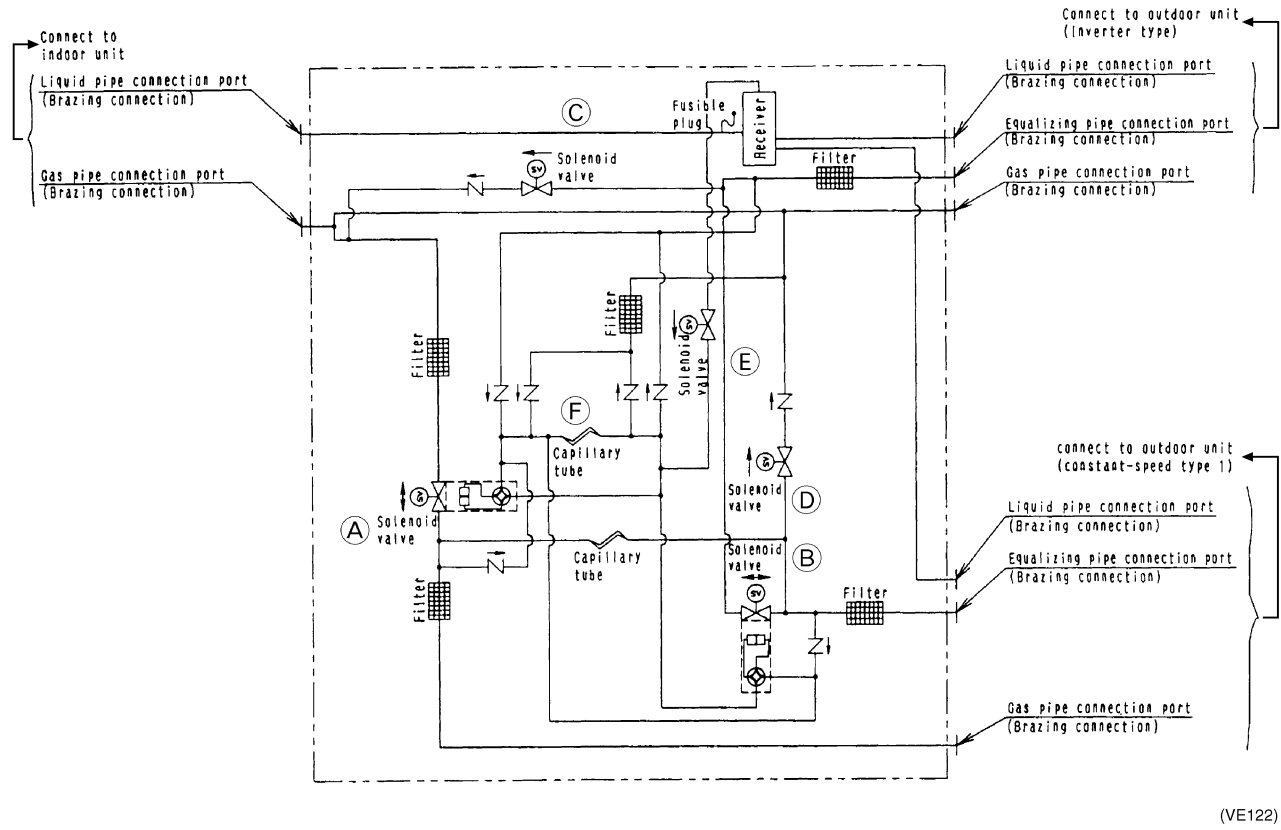 Connect to
indoor unit
Liquid pipe connection port
(Brazing connection)
Gas pipe connection port
(Brazing connection)
Connect to outdoor unit
(Inverter type)
Liquid pipe connection port
(Brazing connection)
Equalizing pipe connection port
(Brazing connection)
Gas pipe connection port
(Brazing connection)
C
Fusible
plug
Receiver
Filter
SV
Solenoid
valve
Filter
Filter
SV
Solenoid
valve
E
F
Capillary
tube
SV
Solenoid
valve
D
A
SV
Solenoid
valve
Capillary
tube
Solenoid
valve
B
SV
Filter
Filter
connect to outdoor unit
(constant-speed type 1)
Liquid pipe connection port
(Brazing connection)
Equalizing pipe connection port
(Brazing connection)
Gas pipe connection port
(Brazing connection)
(VE122)